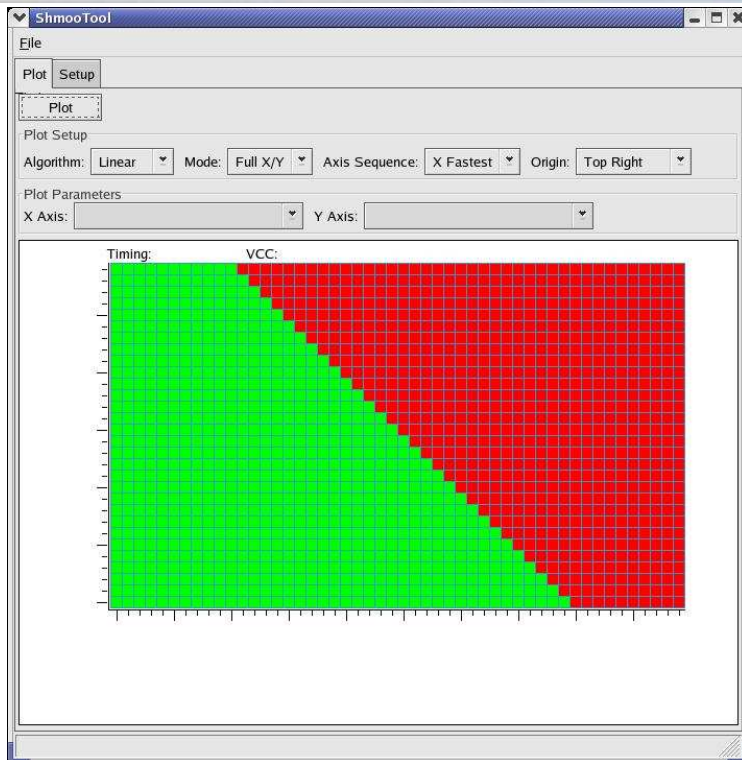 ShmooTool
File
Plot Setup
Plot
Plot Setup
Algorithm: Linear Mode: Full X/Y Axis Sequence: X Fastest Origin: Top Right
Plot Parameters
X Axis: Y Axis:
Timing: VCC: